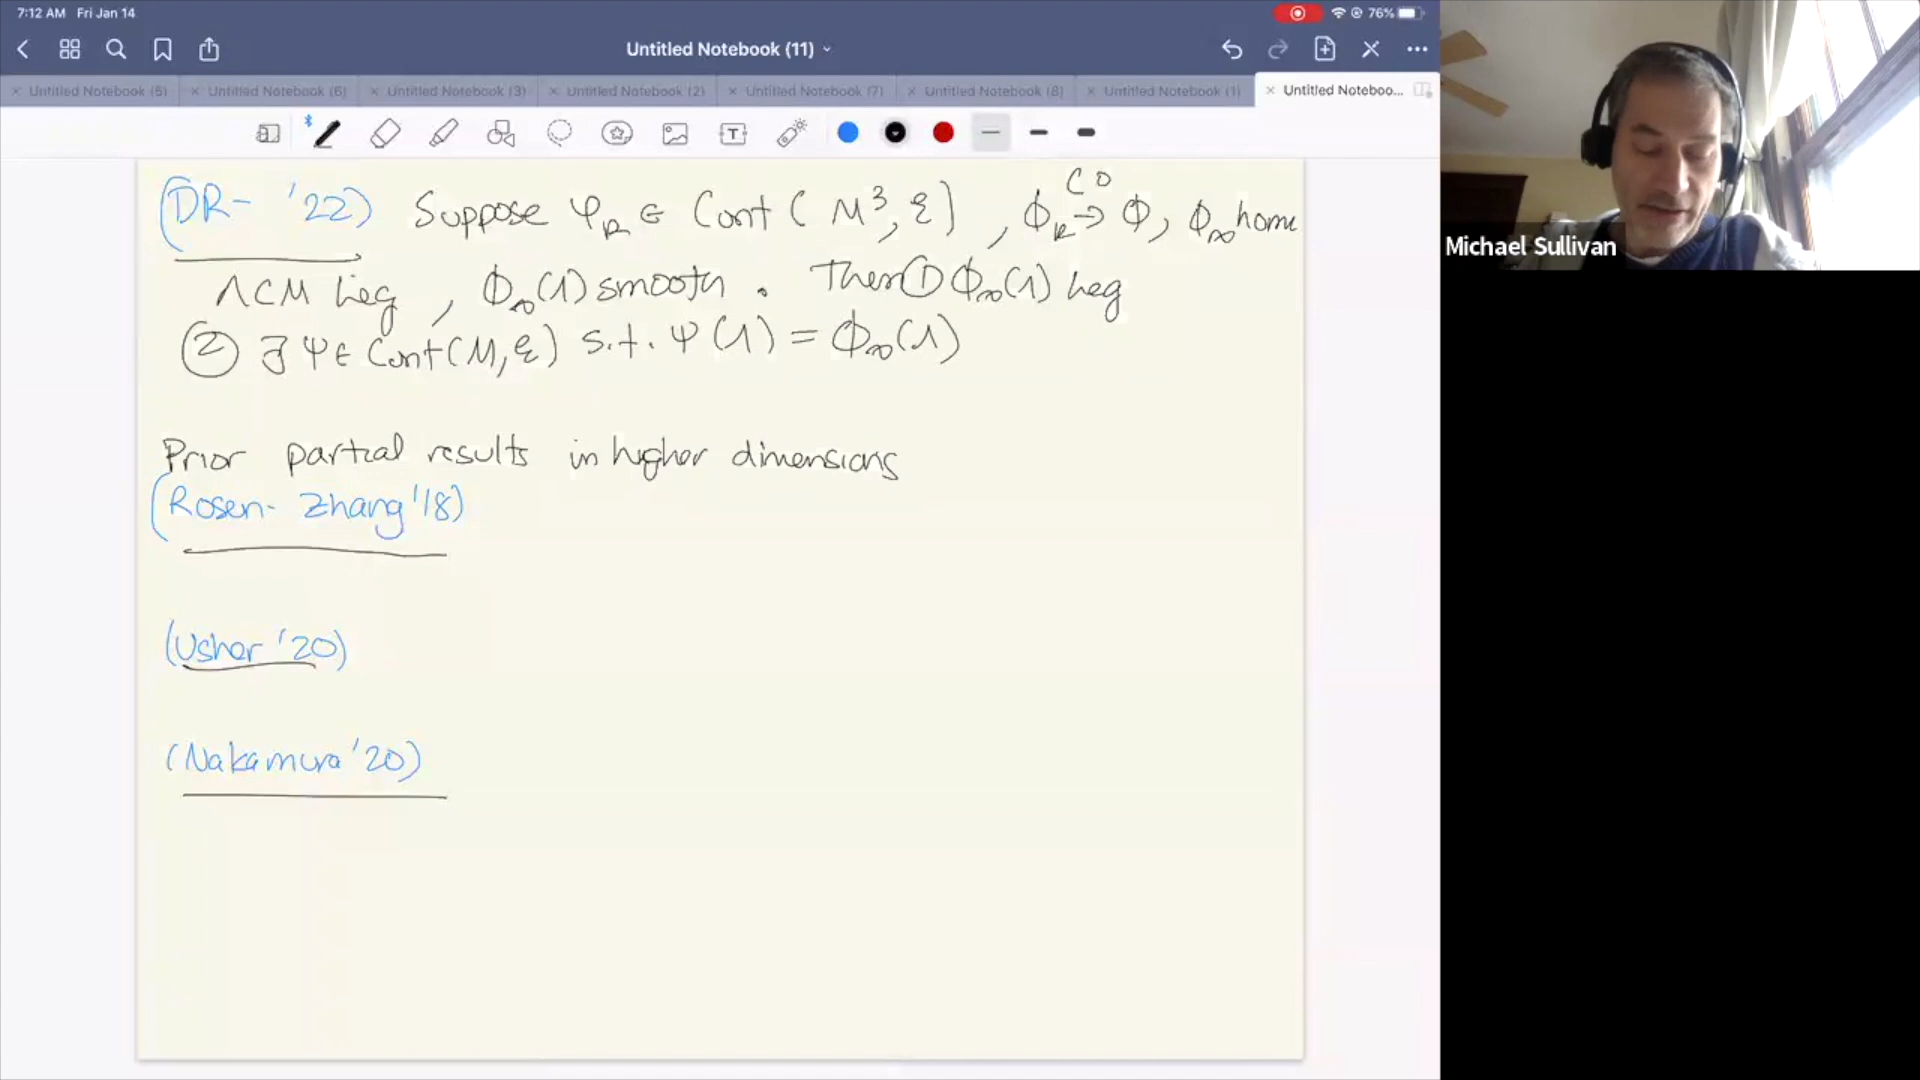 7:12 AM Fri Jan 14
76%
Untitled Notebook (11)
Untitled Notebook (5) Untitled Notebook (6) Untitled Notebook (3) Untitled Notebook (2) Untitled Notebook (7) Untitled Notebook (8) Untitled Notebook (1) Untitled Noteboo...
(DR- '22) Suppose φ_k ∈ Cont(M³, ξ), Φ_k →^{C⁰} Φ, Φ_∞ home
Λ⊂M Leg, Φ_∞(Λ) smooth. Then ① Φ_∞(Λ) Leg
② ∃ Ψ ∈ Cont(M, ξ) s.t. Ψ(Λ) = Φ_∞(Λ)
Prior partial results in higher dimensions
(Rosen- Zhang '18)
(Usher '20)
(Nakamura '20)
Michael Sullivan